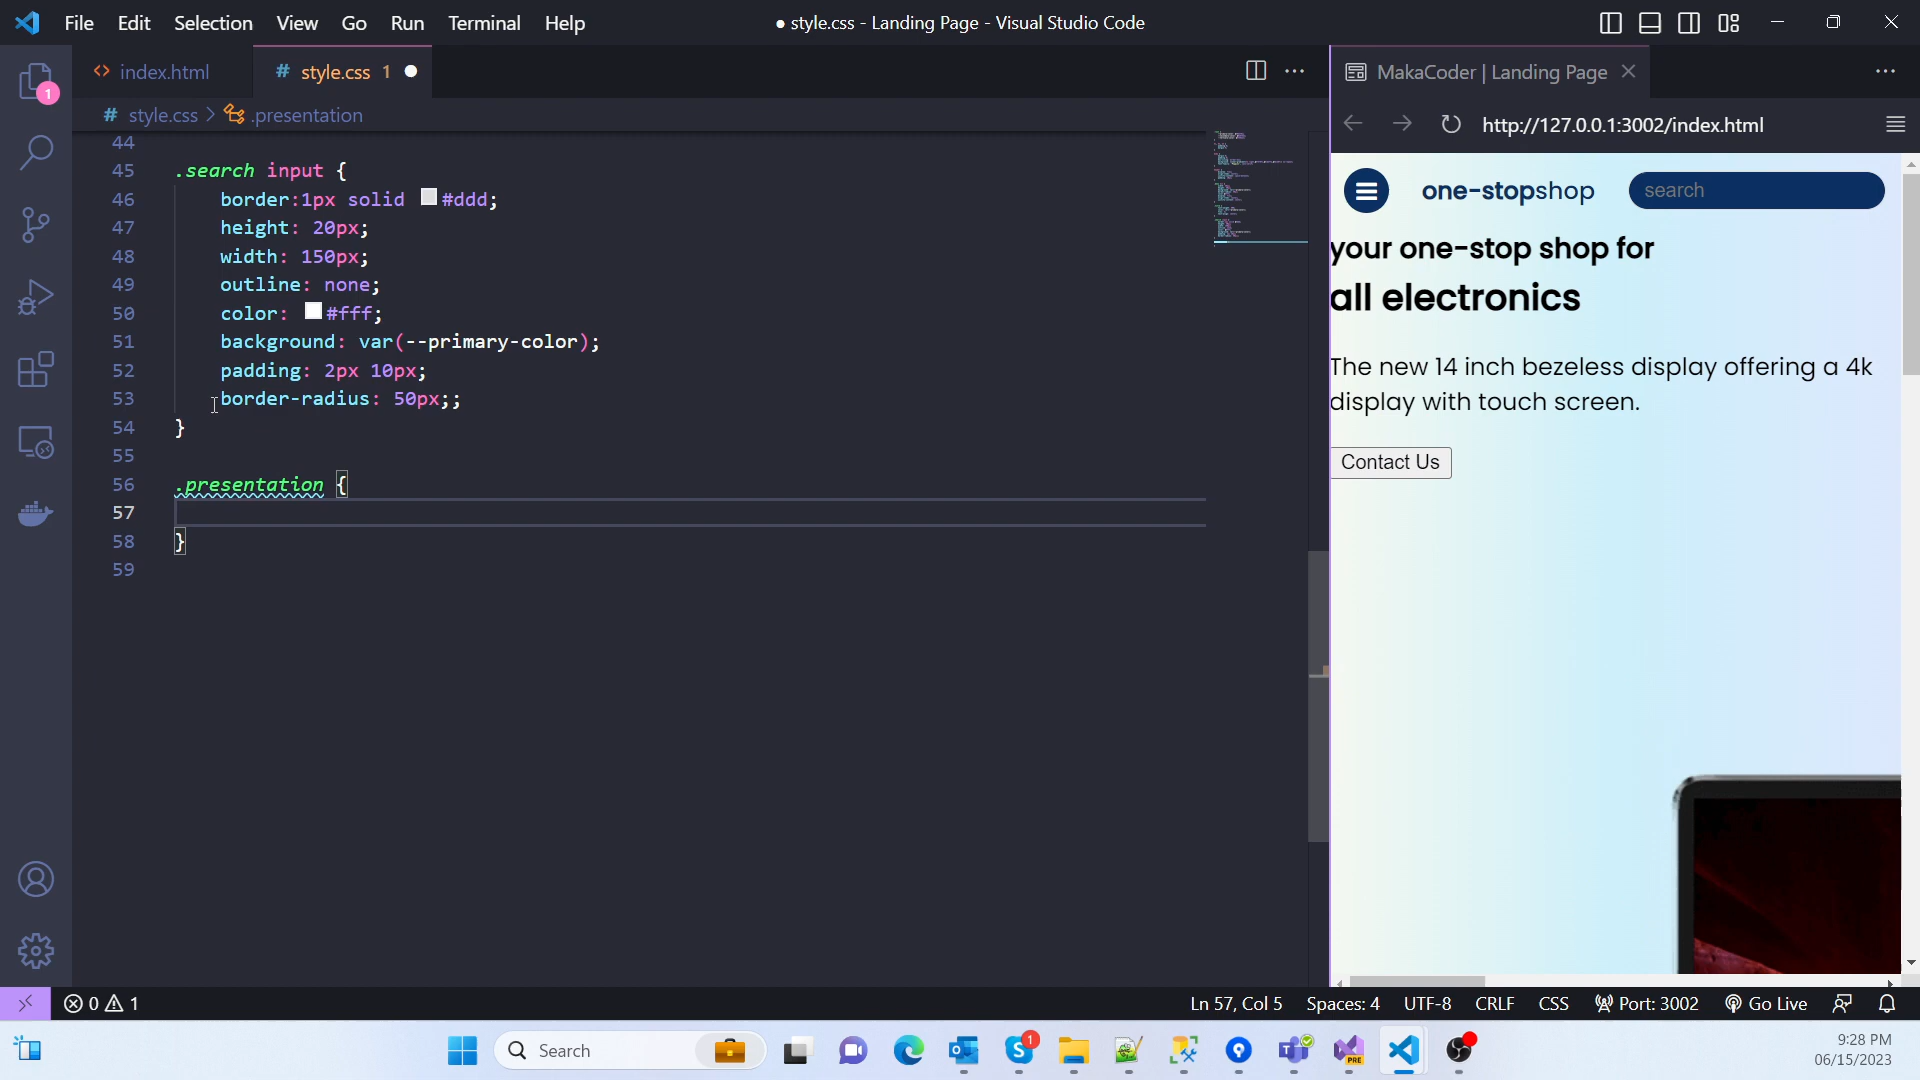 File Edit Selection View Go Run Terminal Help
● style.css - Landing Page - Visual Studio Code
index.html
# style.css 1
MakaCoder | Landing Page
# style.css > .presentation
http://127.0.0.1:3002/index.html
44
45 .search input {
46 border:1px solid #ddd;
47 height: 20px;
48 width: 150px;
49 outline: none;
50 color: #fff;
51 background: var(--primary-color);
52 padding: 2px 10px;
53 border-radius: 50px;;
54 }
55
56 .presentation {
57
58 }
59
one-stopshop
search
your one-stop shop for
all electronics
The new 14 inch bezeless display offering a 4k
display with touch screen.
Contact Us
1
0 1
Ln 57, Col 5 Spaces: 4 UTF-8 CRLF CSS Port: 3002 Go Live
Search
1
PRE
9:28 PM
06/15/2023